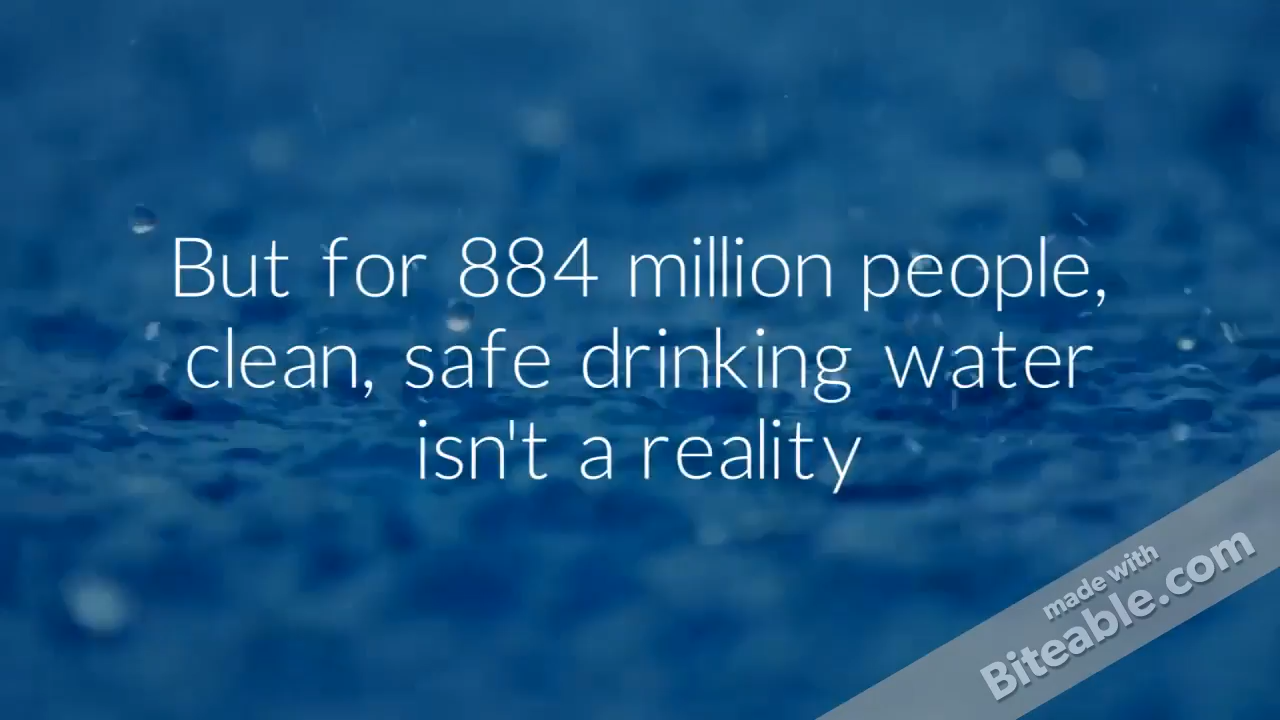 But for 884 million people,
clean, safe drinking water
isn't a reality
made with
Biteable.com